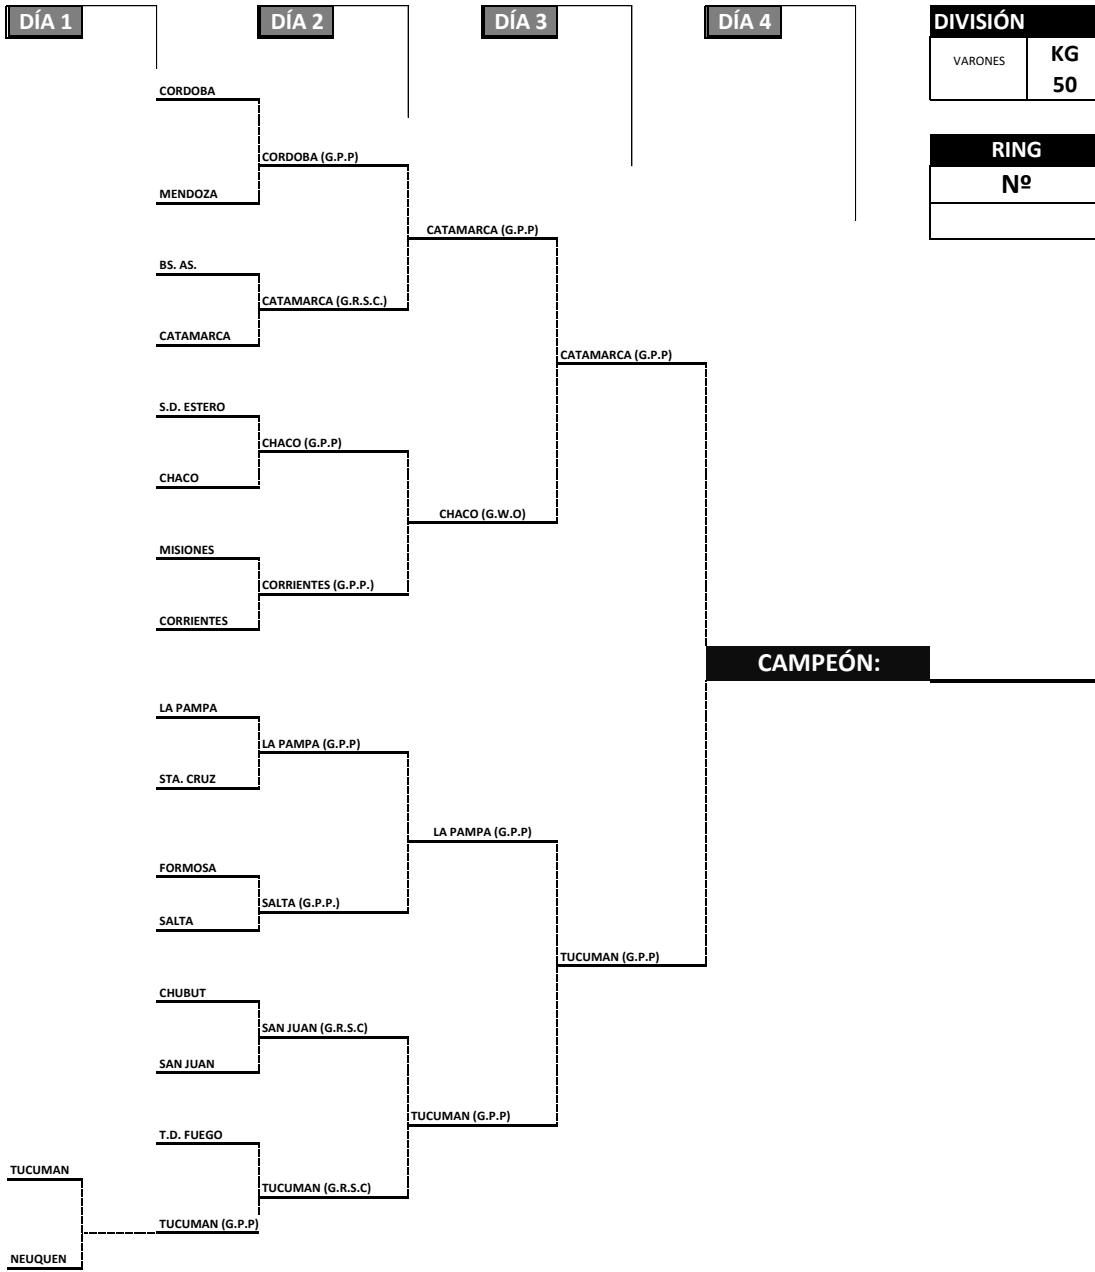 DÍA 1
DÍA 2
DÍA 3
DÍA 4
DIVISIÓN
VARONES
KG
50
CORDOBA
RING
CORDOBA (G.P.P)
Nº
MENDOZA
CATAMARCA (G.P.P)
BS. AS.
CATAMARCA (G.R.S.C.)
CATAMARCA
CATAMARCA (G.P.P)
S.D. ESTERO
CHACO (G.P.P)
CHACO
CHACO (G.W.O)
MISIONES
CORRIENTES (G.P.P.)
CORRIENTES
CAMPEÓN:
LA PAMPA
LA PAMPA (G.P.P)
STA. CRUZ
LA PAMPA (G.P.P)
FORMOSA
SALTA (G.P.P.)
SALTA
TUCUMAN (G.P.P)
CHUBUT
SAN JUAN (G.R.S.C)
SAN JUAN
TUCUMAN (G.P.P)
T.D. FUEGO
TUCUMAN
TUCUMAN (G.R.S.C)
TUCUMAN (G.P.P)
NEUQUEN